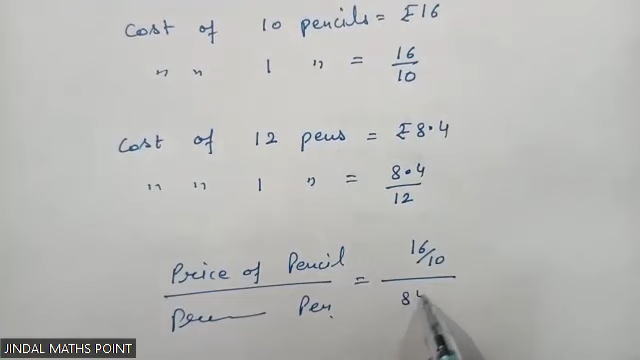 Cost of 10 pencils = ₹16
" " 1 " = 16/10
Cost of 12 pens = ₹8.4
" " 1 " = 8.4/12
Price of Pencil / Pen = 16/10 / 84
JINDAL MATHS POINT